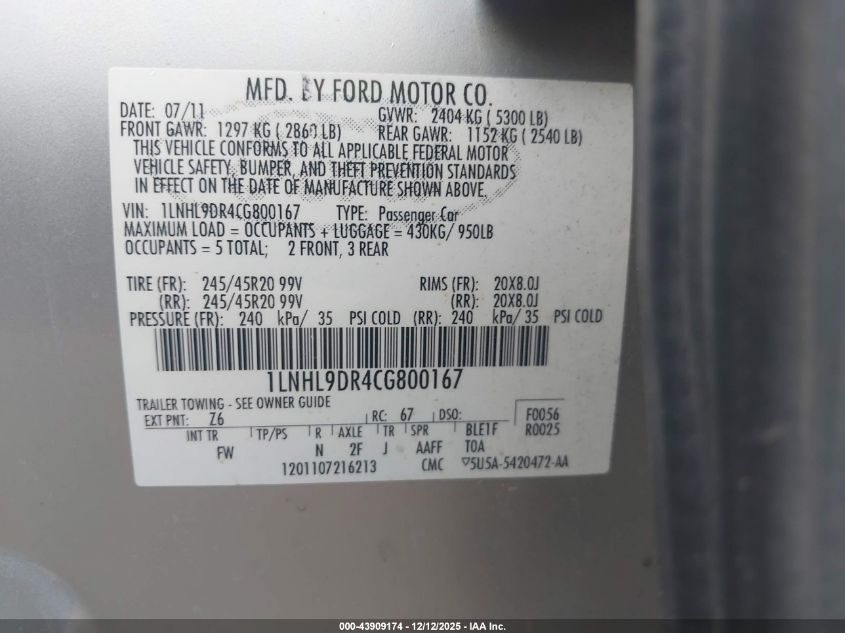 MFD. BY FORD MOTOR CO.
DATE: 07/11 GVWR: 2404 KG ( 5300 LB)
FRONT GAWR: 1297 KG ( 2860 LB) REAR GAWR: 1152 KG ( 2540 LB)
THIS VEHICLE CONFORMS TO ALL APPLICABLE FEDERAL MOTOR
VEHICLE SAFETY, BUMPER, AND THEFT PREVENTION STANDARDS
IN EFFECT ON THE DATE OF MANUFACTURE SHOWN ABOVE.
VIN: 1LNHL9DR4CG800167 TYPE: Passenger Car
MAXIMUM LOAD = OCCUPANTS + LUGGAGE = 430KG/ 950LB
OCCUPANTS = 5 TOTAL; 2 FRONT, 3 REAR
TIRE (FR): 245/45R20 99V RIMS (FR): 20X8.0J
(RR): 245/45R20 99V (RR): 20X8.0J
PRESSURE (FR): 240 kPa/ 35 PSI COLD (RR): 240 kPa/ 35 PSI COLD
1LNHL9DR4CG800167
TRAILER TOWING - SEE OWNER GUIDE
EXT PNT: Z6 RC: 67 DSO: F0056
INT TR TP/PS R AXLE TR SPR BLE1F R0025
FW N 2F J AAFF TOA
1201107216213 CMC ▽5U5A-5420472-AA
000-43909174 - 12/12/2025 - IAA Inc.